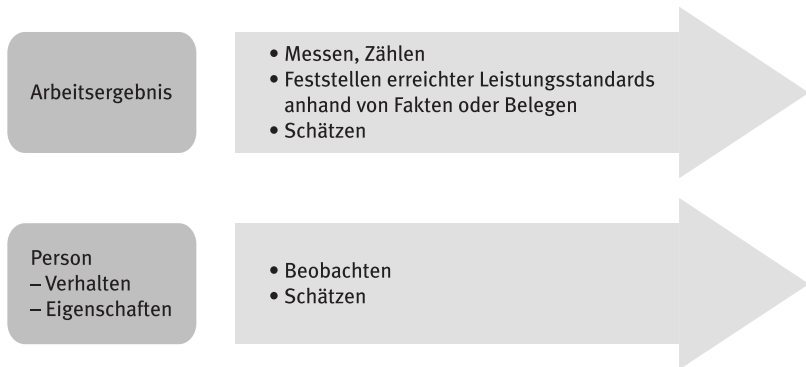 Arbeitsergebnis
• Messen, Zählen
• Feststellen erreichter Leistungsstandards
anhand von Fakten oder Belegen
• Schätzen
Person
– Verhalten
– Eigenschaften
• Beobachten
• Schätzen